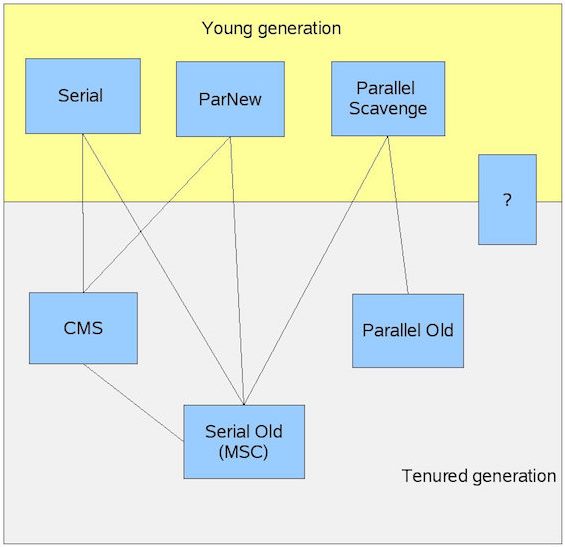 Young generation
Serial
ParNew
Parallel
Scavenge
?
CMS
Parallel Old
Serial Old
(MSC)
Tenured generation